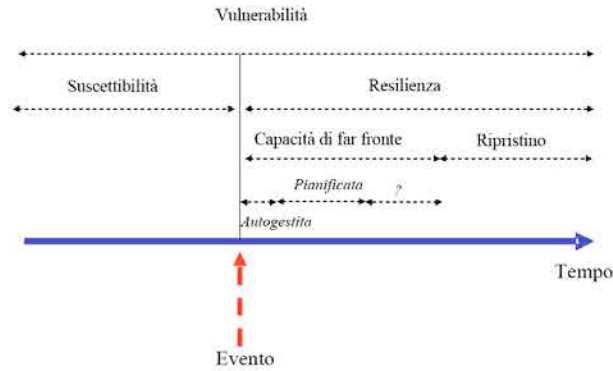 Vulnerabilità
Suscettibilità
Resilienza
Capacità di far fronte
Ripristino
Pianificata
?
Autogestita
Tempo
Evento